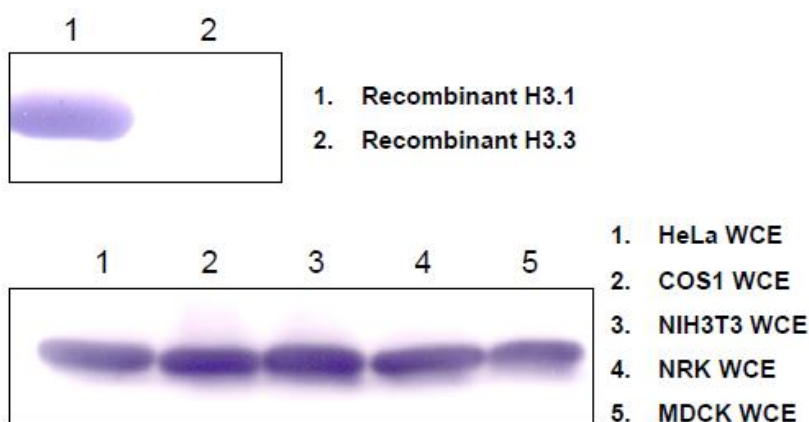 1 2
1. Recombinant H3.1
2. Recombinant H3.3
1 2 3 4 5
1. HeLa WCE
2. COS1 WCE
3. NIH3T3 WCE
4. NRK WCE
5. MDCK WCE